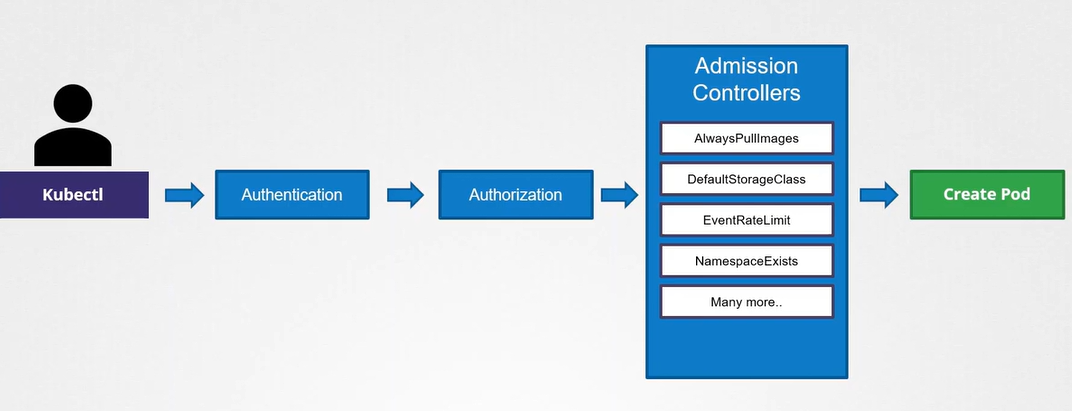 Kubectl
Authentication
Authorization
Admission
Controllers
AlwaysPullImages
DefaultStorageClass
EventRateLimit
NamespaceExists
Many more..
Create Pod